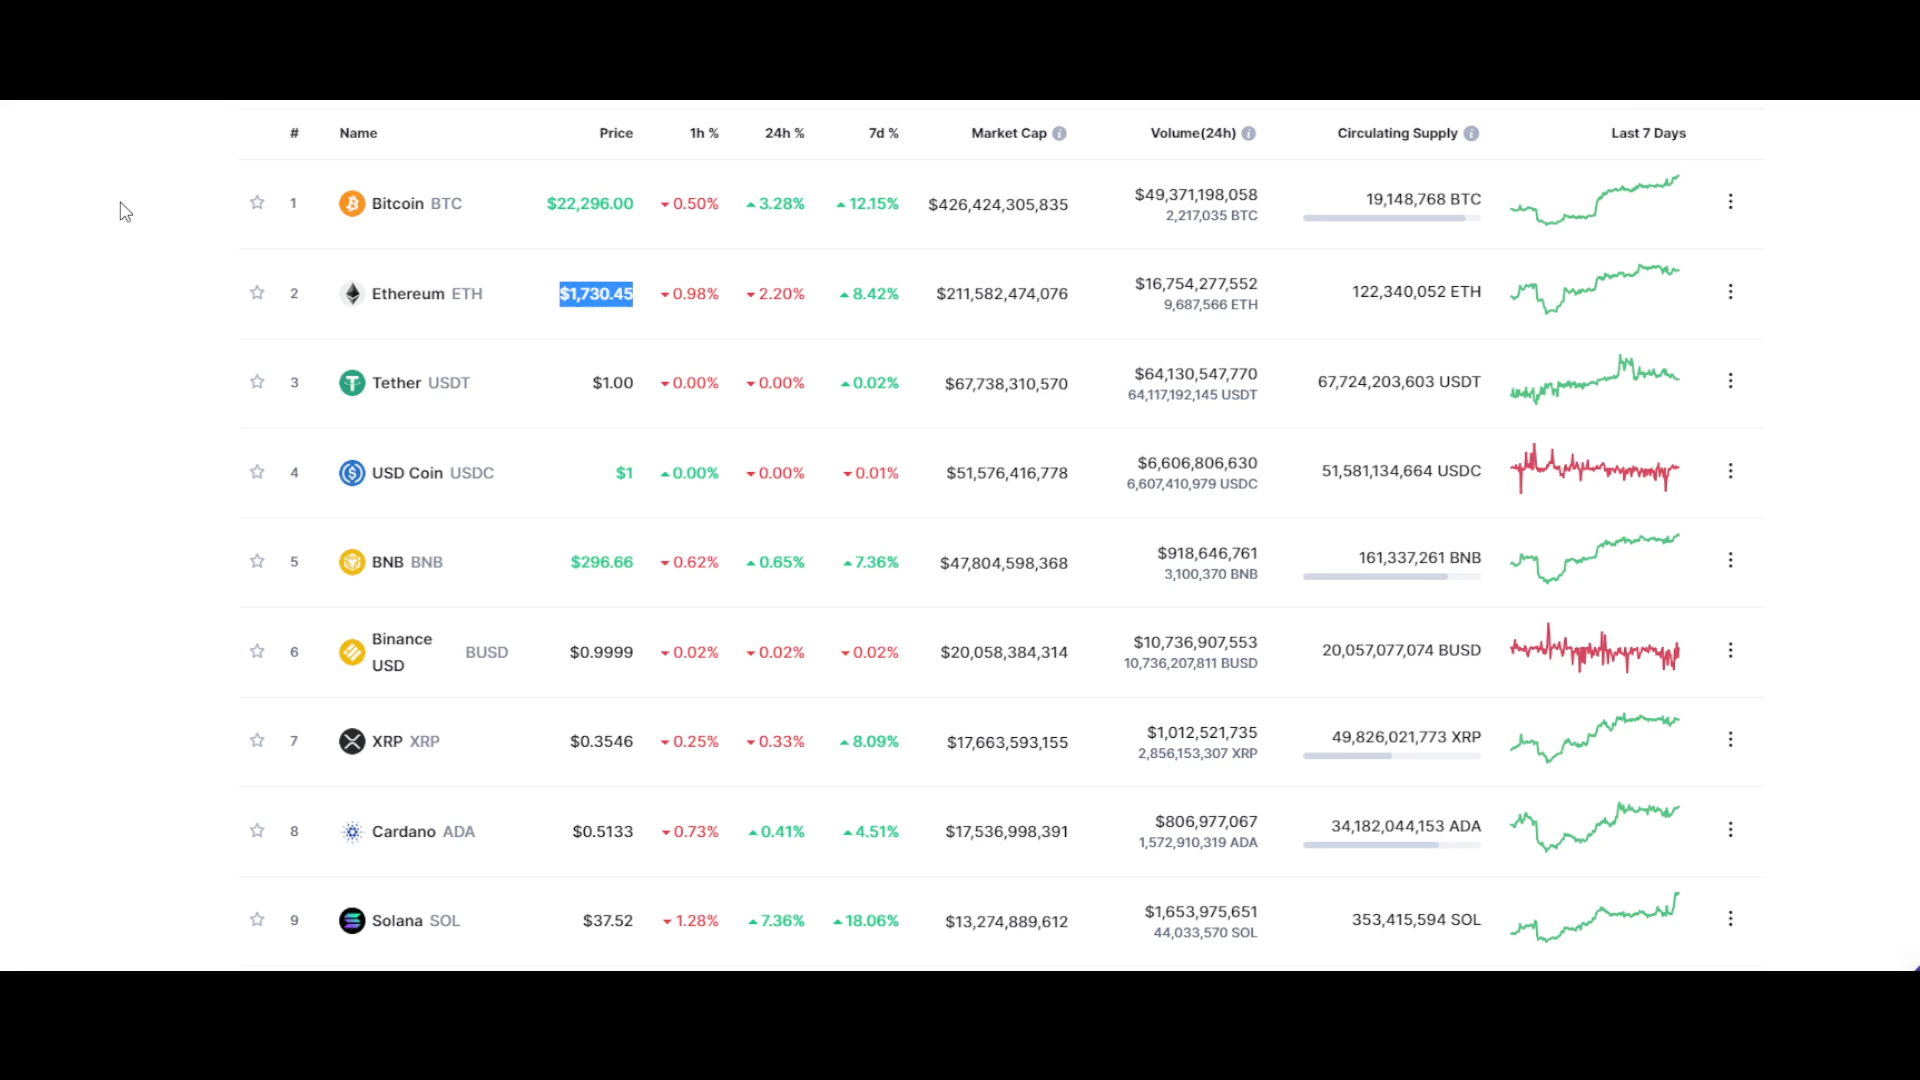 # Name Price 1h % 24h % 7d % Market Cap Volume(24h) Circulating Supply Last 7 Days
1 Bitcoin BTC $22,296.00 0.50% 3.28% 12.15% $426,424,305,835 $49,371,198,058 19,148,768 BTC
2,217,035 BTC
2 Ethereum ETH $1,730.45 0.98% 2.20% 8.42% $211,582,474,076 $16,754,277,552 122,340,052 ETH
9,687,566 ETH
3 Tether USDT $1.00 0.00% 0.00% 0.02% $67,738,310,570 $64,130,547,770 67,724,203,603 USDT
64,117,192,145 USDT
4 USD Coin USDC $1 0.00% 0.00% 0.01% $51,576,416,778 $6,606,806,630 51,581,134,664 USDC
6,607,410,979 USDC
5 BNB BNB $296.66 0.62% 0.65% 7.36% $47,804,598,368 $918,646,761 161,337,261 BNB
3,100,370 BNB
6 Binance USD BUSD $0.9999 0.02% 0.02% 0.02% $20,058,384,314 $10,736,907,553 20,057,077,074 BUSD
10,736,207,811 BUSD
7 XRP XRP $0.3546 0.25% 0.33% 8.09% $17,663,593,155 $1,012,521,735 49,826,021,773 XRP
2,856,153,307 XRP
8 Cardano ADA $0.5133 0.73% 0.41% 4.51% $17,536,998,391 $806,977,067 34,182,044,153 ADA
1,572,910,319 ADA
9 Solana SOL $37.52 1.28% 7.36% 18.06% $13,274,889,612 $1,653,975,651 353,415,594 SOL
44,033,570 SOL